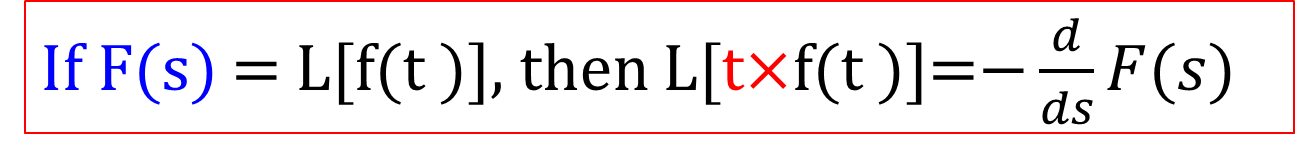 If F(s) = L[f(t )], then L[t×f(t )]=− d/ds F(s)